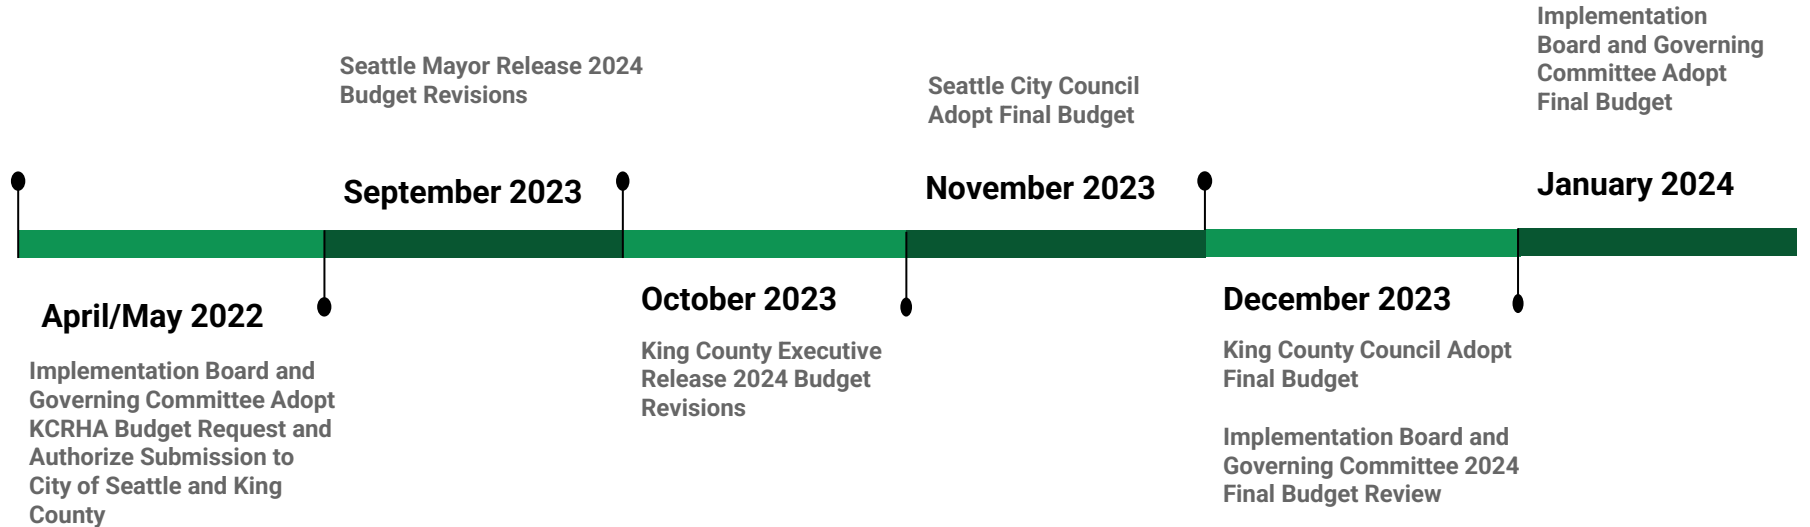 April/May 2022
Implementation Board and
Governing Committee Adopt
KCRHA Budget Request and
Authorize Submission to
City of Seattle and King
County
Seattle Mayor Release 2024
Budget Revisions
September 2023
October 2023
King County Executive
Release 2024 Budget
Revisions
Seattle City Council
Adopt Final Budget
November 2023
December 2023
King County Council Adopt
Final Budget
Implementation Board and
Governing Committee 2024
Final Budget Review
Implementation
Board and Governing
Committee Adopt
Final Budget
January 2024